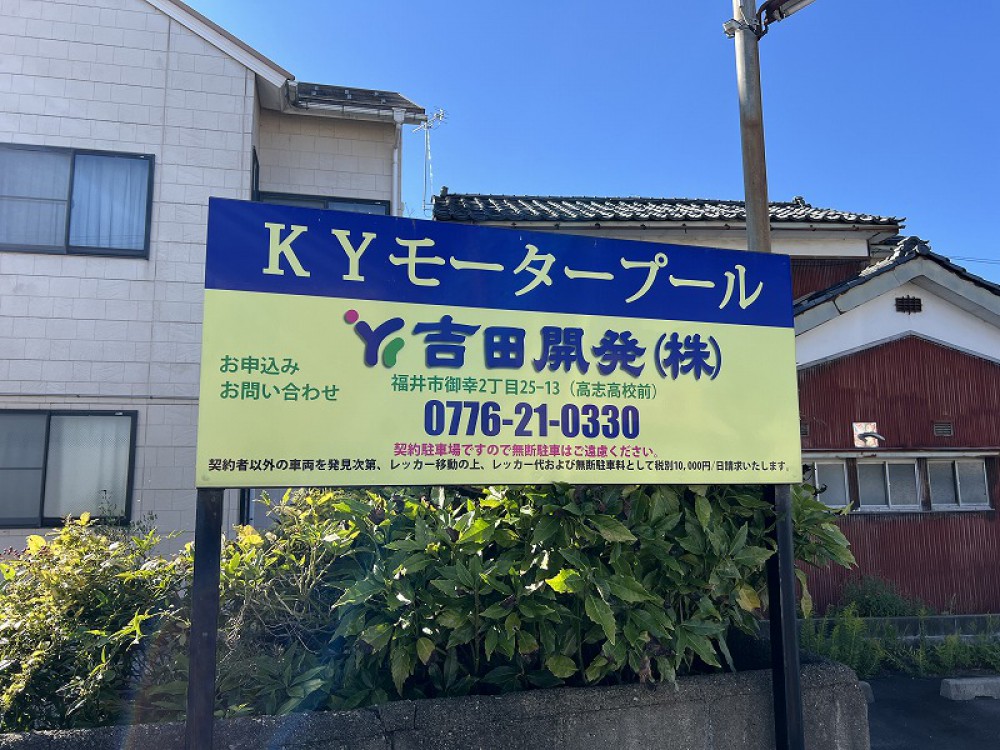 KYモータープール
吉田開発(株)
お申込み
お問い合わせ
福井市御幸2丁目25-13（高志高校前）
0776-21-0330
契約駐車場ですので無断駐車はご遠慮ください。
契約者以外の車両を発見次第、レッカー移動の上、レッカー代および無断駐車料として税別10,000円/日請求いたします。